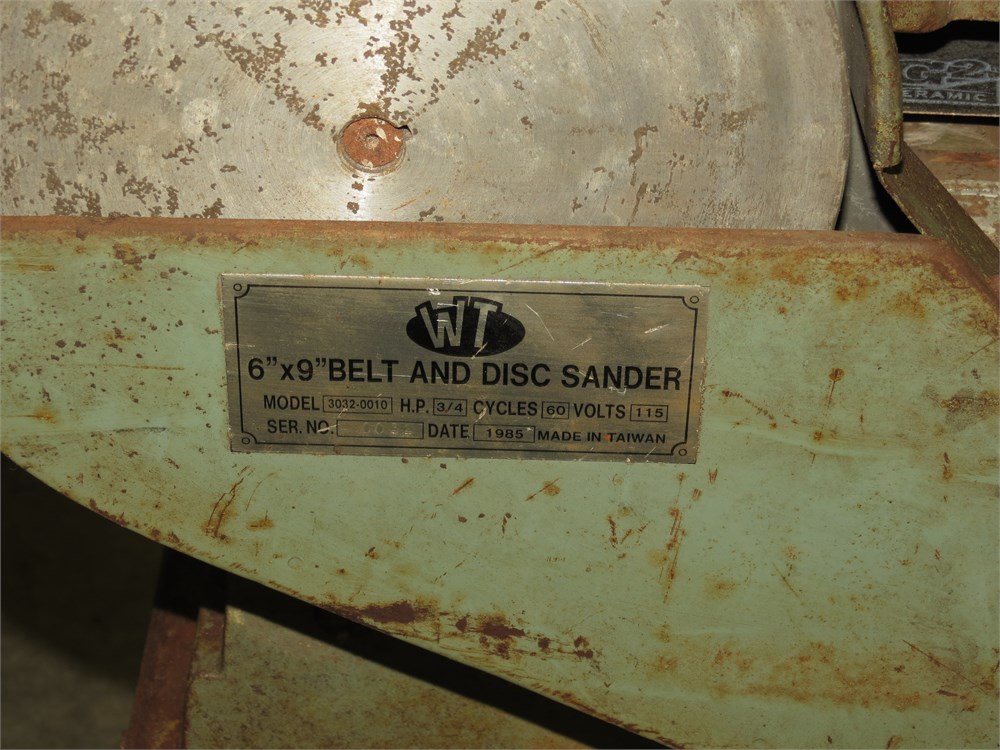 WT
6"x9"BELT AND DISC SANDER
MODEL 3032-0010 H.P. 3/4 CYCLES 60 VOLTS 115
SER. NO. DATE 1985 MADE IN TAIWAN